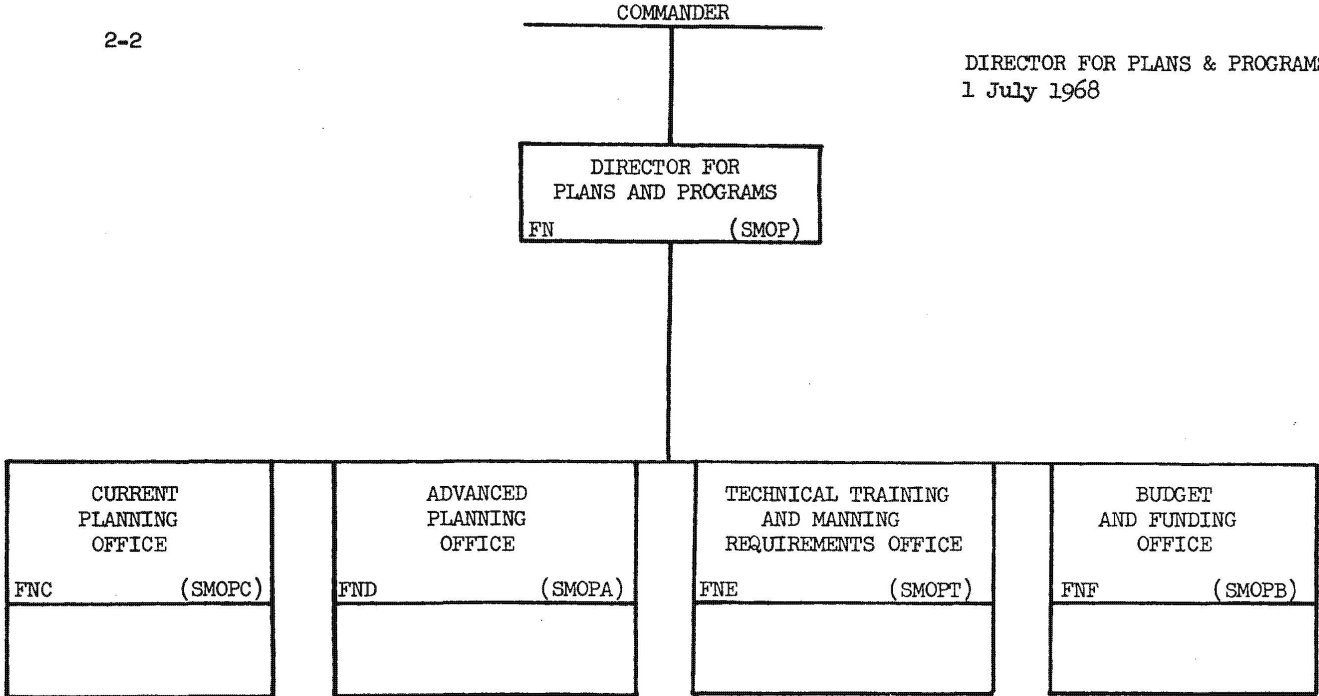 COMMANDER
2-2
DIRECTOR FOR PLANS & PROGRAMS
1 July 1968
DIRECTOR FOR
PLANS AND PROGRAMS
FN (SMOP)
CURRENT
PLANNING
OFFICE
FNC (SMOPC)
ADVANCED
PLANNING
OFFICE
FND (SMOPA)
TECHNICAL TRAINING
AND MANNING
REQUIREMENTS OFFICE
FNE (SMOPT)
BUDGET
AND FUNDING
OFFICE
FNF (SMOPB)